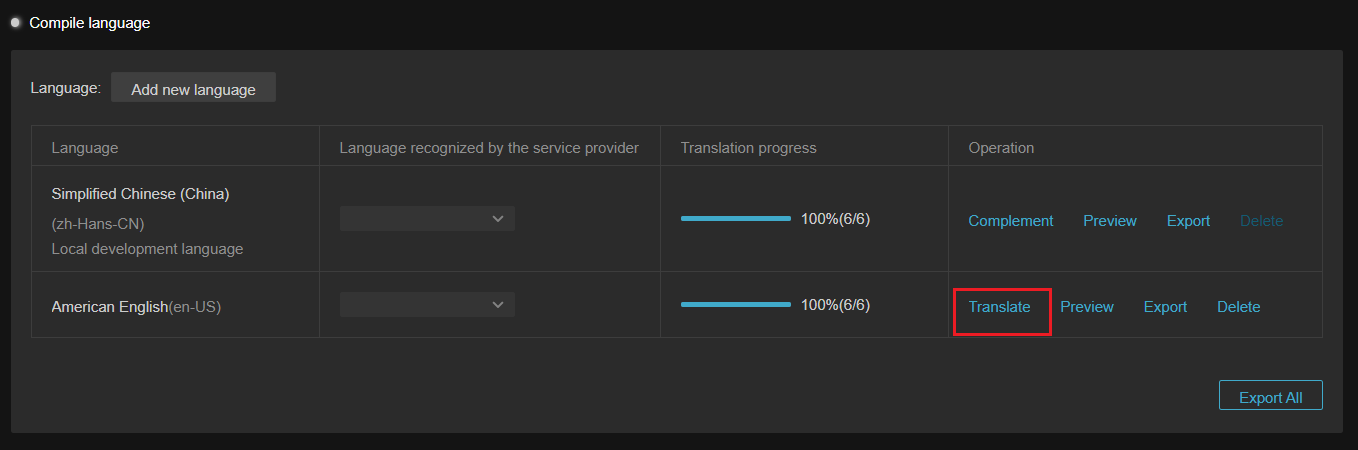 Compile language
Language: Add new language
Language Language recognized by the service provider Translation progress Operation
Simplified Chinese (China)
(zh-Hans-CN)
Local development language
100%(6/6) Complement Preview Export Delete
American English(en-US) 100%(6/6) Translate Preview Export Delete
Export All